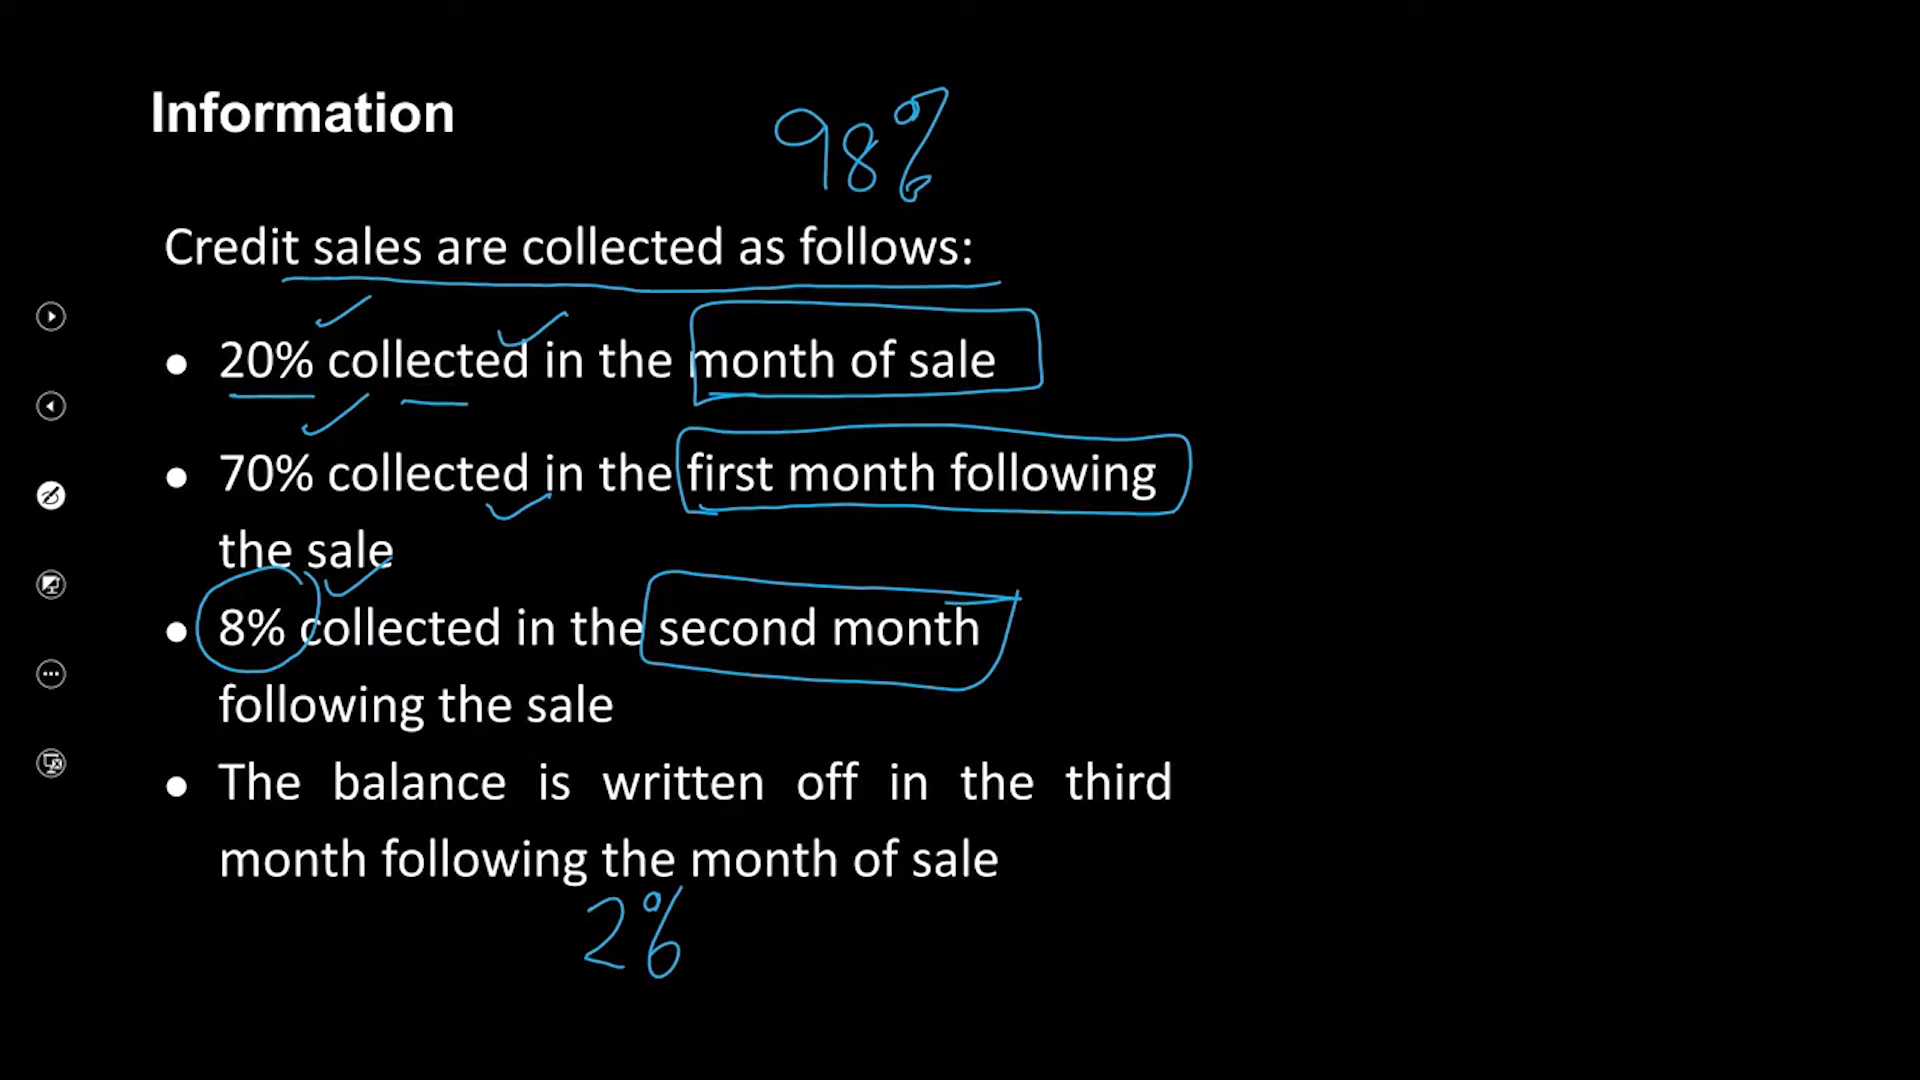 Information
98%
Credit sales are collected as follows:
● 20% collected in the month of sale
● 70% collected in the first month following
the sale
● 8% collected in the second month
following the sale
● The balance is written off in the third
month following the month of sale
2%